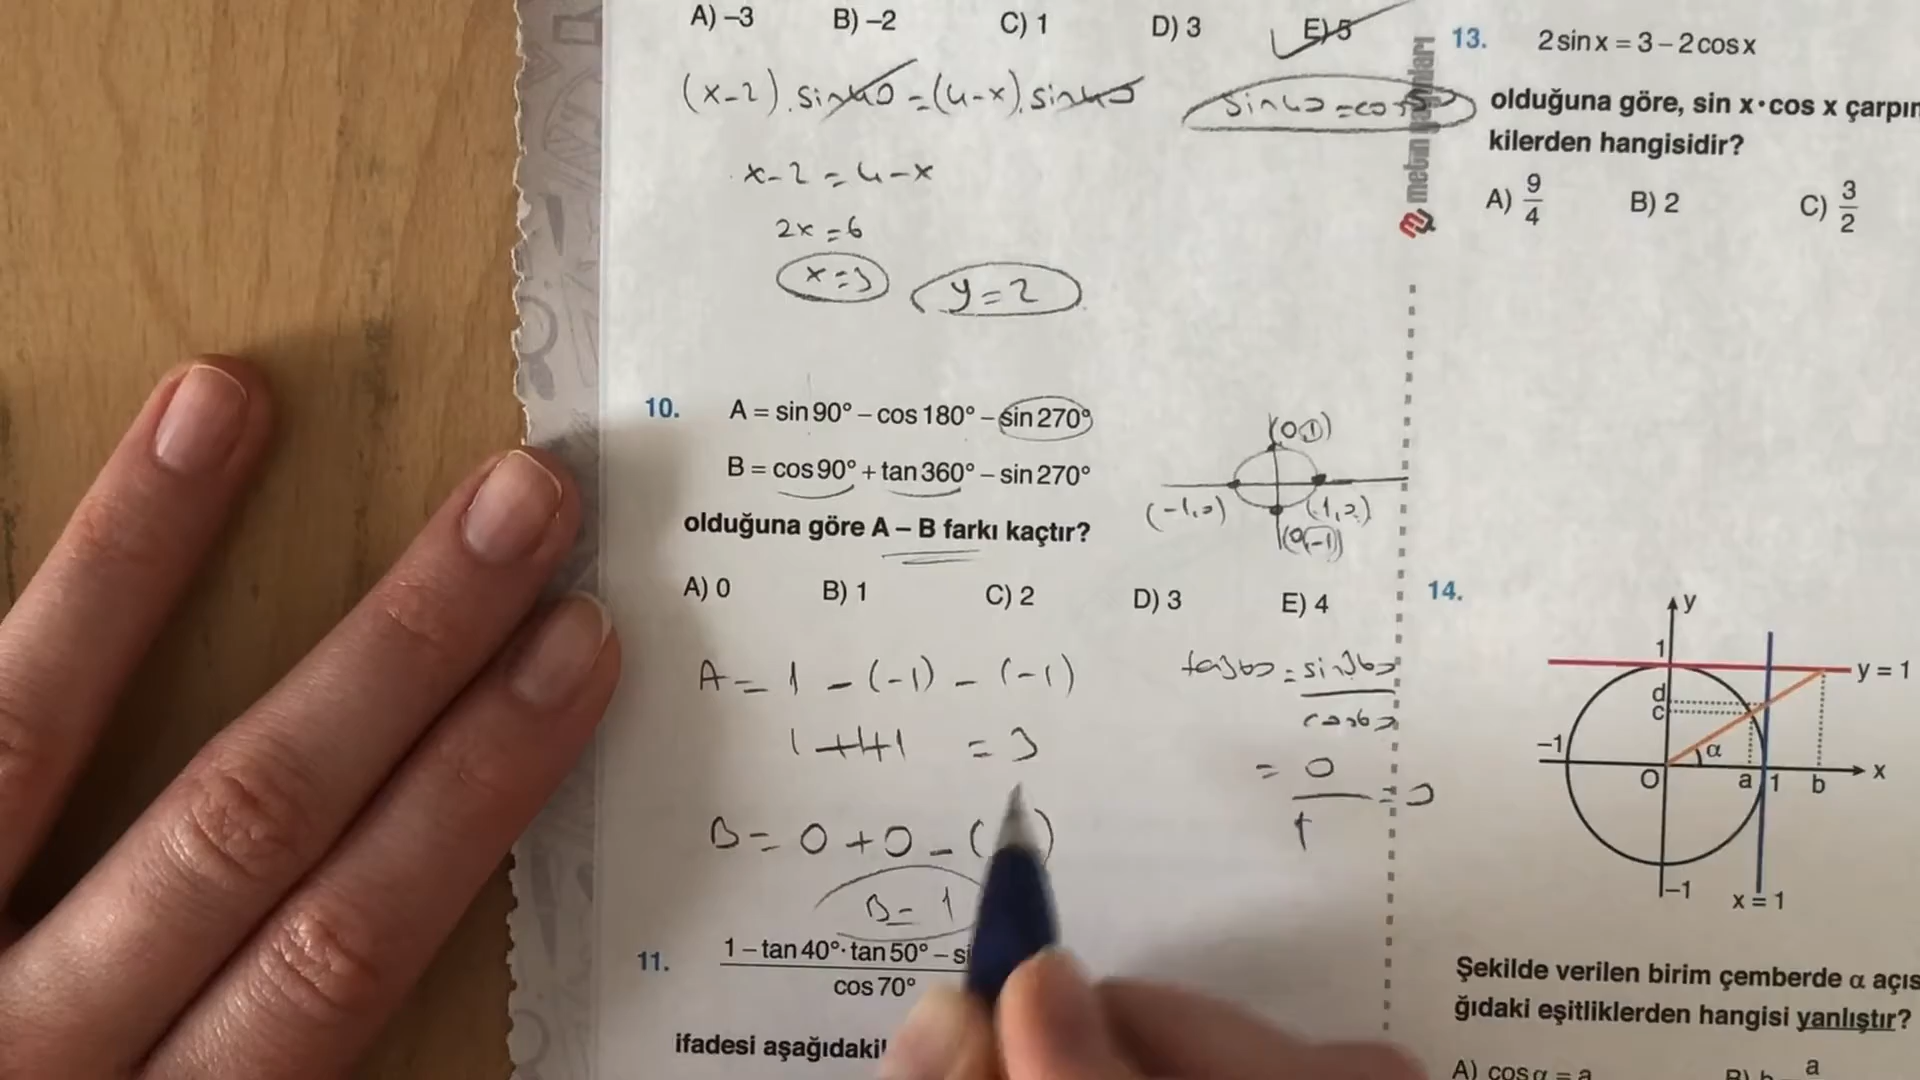 A) –3 B) –2 C) 1 D) 3 E) 5
(x-2).sin40=(4-x).sin40
x-2=4-x
2x=6
x=3 y=2
10. A = sin 90° – cos 180° – sin 270°
B = cos 90° + tan 360° – sin 270°
olduğuna göre A – B farkı kaçtır?
A) 0 B) 1 C) 2 D) 3 E) 4
(0,1)
(-1,0) (1,0)
(0,-1)
A= 1 - (-1) - (-1)
1+1+1 = 3
B= 0 + 0 - (
B= 1
tan360 = sin360
cos360
= 0
1
= 0
11. 1 – tan 40° · tan 50° – si
cos 70°
ifadesi aşağıdaki
metin yayınları
13. 2 sin x = 3 – 2 cos x
olduğuna göre, sin x · cos x çarpın
kilerden hangisidir?
A) 9/4 B) 2 C) 3/2
14.
y
1
y = 1
d
c
–1
α
O a 1 b x
–1
x = 1
Şekilde verilen birim çemberde α açıs
ğıdaki eşitliklerden hangisi yanlıştır?
A) cos α = a